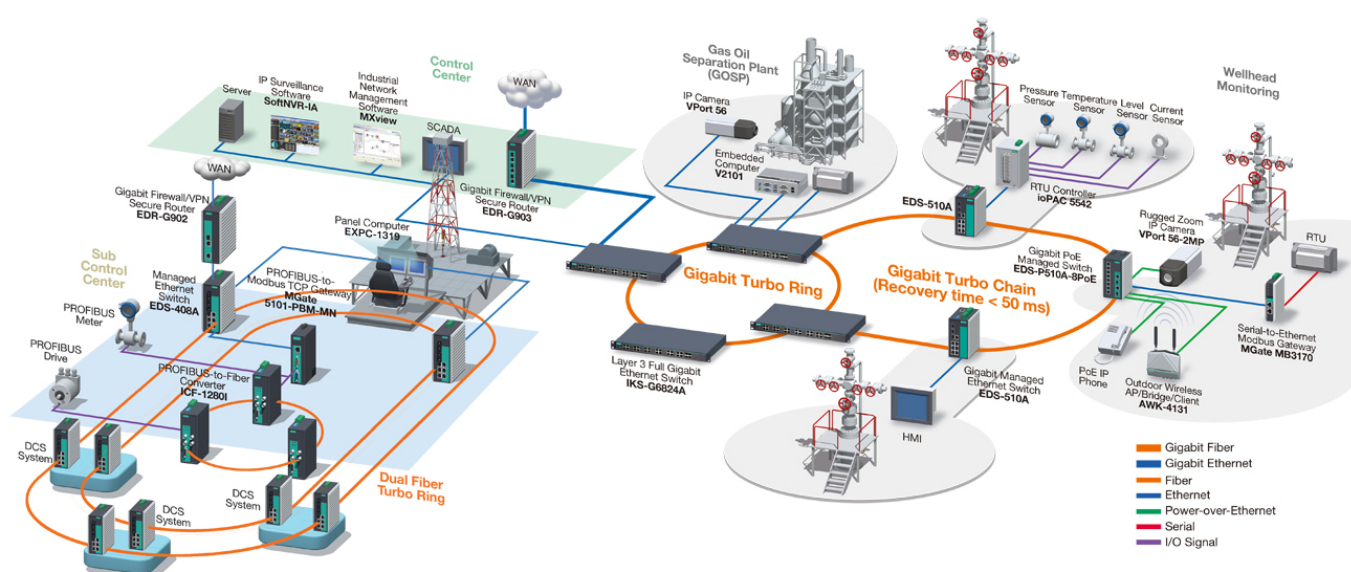 Control
Center
WAN
Server
IP Surveillance
Software
SoftNVR-IA
Industrial
Network
Management
Software
MXview
SCADA
WAN
Gigabit Firewall/VPN
Secure Router
EDR-G902
Gigabit Firewall/VPN
Secure Router
EDR-G903
Panel Computer
EXPC-1319
Sub
Control
Center
Managed
Ethernet
Switch
EDS-408A
PROFIBUS-to-
Modbus TCP Gateway
MGate
5101-PBM-MN
PROFIBUS
Meter
PROFIBUS
Drive
PROFIBUS-to-Fiber
Converter
ICF-1280I
DCS
System
DCS
System
DCS
System
Dual Fiber
Turbo Ring
Gas Oil
Separation Plant
(GOSP)
IP Camera
VPort 56
Embedded
Computer
V2101
Gigabit Turbo Ring
Layer 3 Full Gigabit
Ethernet Switch
IKS-G6824A
Gigabit Turbo Chain
(Recovery time < 50 ms)
EDS-510A
Pressure
Sensor
Temperature
Sensor
Level
Sensor
Current
Sensor
RTU Controller
ioPAC 5542
Wellhead
Monitoring
Gigabit PoE
Managed Switch
EDS-P510A-8PoE
Rugged Zoom
IP Camera
VPort 56-2MP
RTU
Serial-to-Ethernet
Modbus Gateway
MGate MB3170
PoE IP
Phone
Outdoor Wireless
AP/Bridge/Client
AWK-4131
Gigabit Managed
Ethernet Switch
EDS-510A
HMI
Gigabit Fiber
Gigabit Ethernet
Fiber
Ethernet
Power-over-Ethernet
Serial
I/O Signal